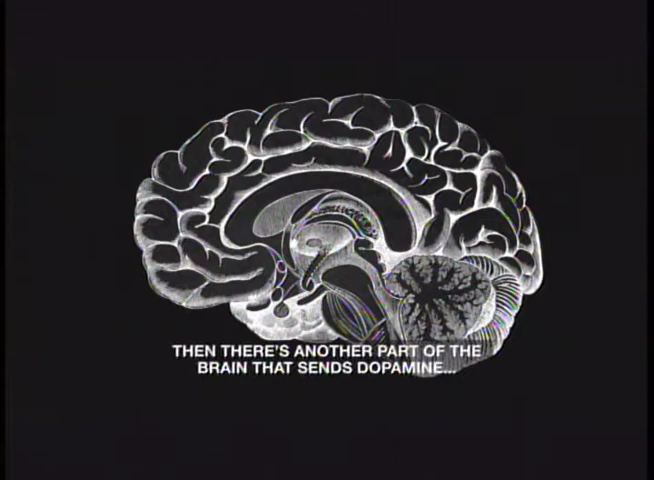 THEN THERE'S ANOTHER PART OF THE
BRAIN THAT SENDS DOPAMINE...